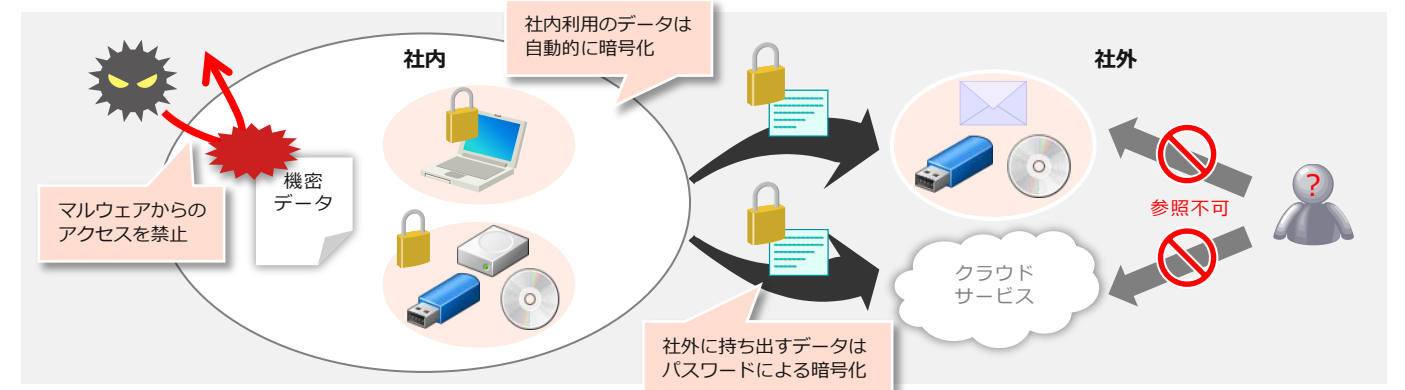 社内利用のデータは
自動的に暗号化
社内
社外
機密
データ
マルウェアからの
アクセスを禁止
?
参照不可
クラウド
サービス
社外に持ち出すデータは
パスワードによる暗号化